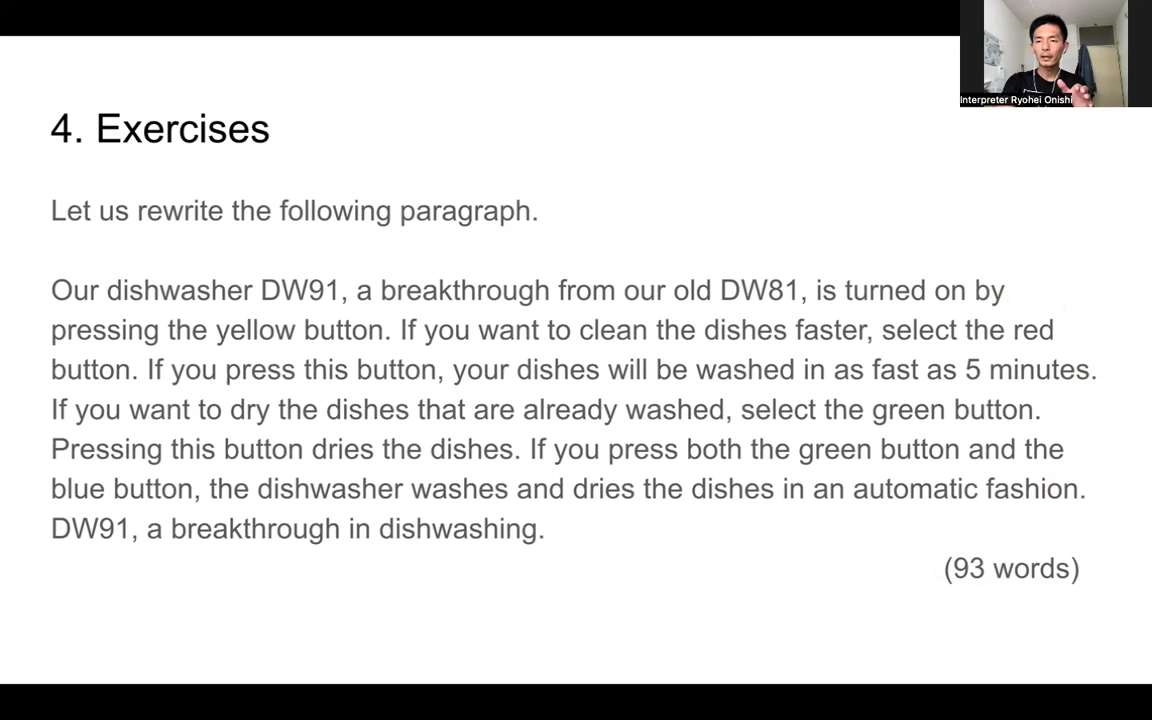 Interpreter Ryohei Onishi
4. Exercises
Let us rewrite the following paragraph.
Our dishwasher DW91, a breakthrough from our old DW81, is turned on by
pressing the yellow button. If you want to clean the dishes faster, select the red
button. If you press this button, your dishes will be washed in as fast as 5 minutes.
If you want to dry the dishes that are already washed, select the green button.
Pressing this button dries the dishes. If you press both the green button and the
blue button, the dishwasher washes and dries the dishes in an automatic fashion.
DW91, a breakthrough in dishwashing.
(93 words)